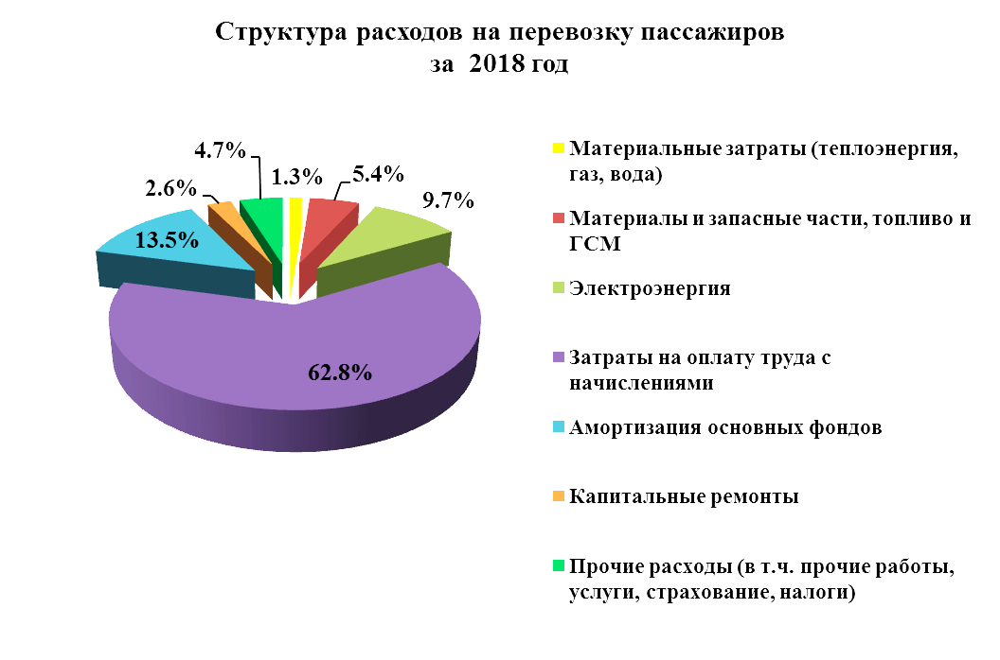 Структура расходов на перевозку пассажиров
за 2018 год
4.7%
1.3%
5.4%
2.6%
9.7%
13.5%
62.8%
Материальные затраты (теплоэнергия,
газ, вода)
Материалы и запасные части, топливо и
ГСМ
Электроэнергия
Затраты на оплату труда с
начислениями
Амортизация основных фондов
Капитальные ремонты
Прочие расходы (в т.ч. прочие работы,
услуги, страхование, налоги)